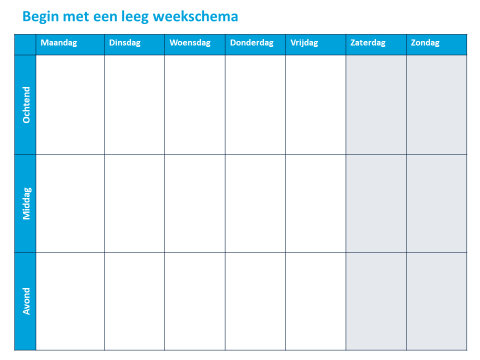 Begin met een leeg weekschema
Maandag Dinsdag Woensdag Donderdag Vrijdag Zaterdag Zondag
Ochtend
Middag
Avond